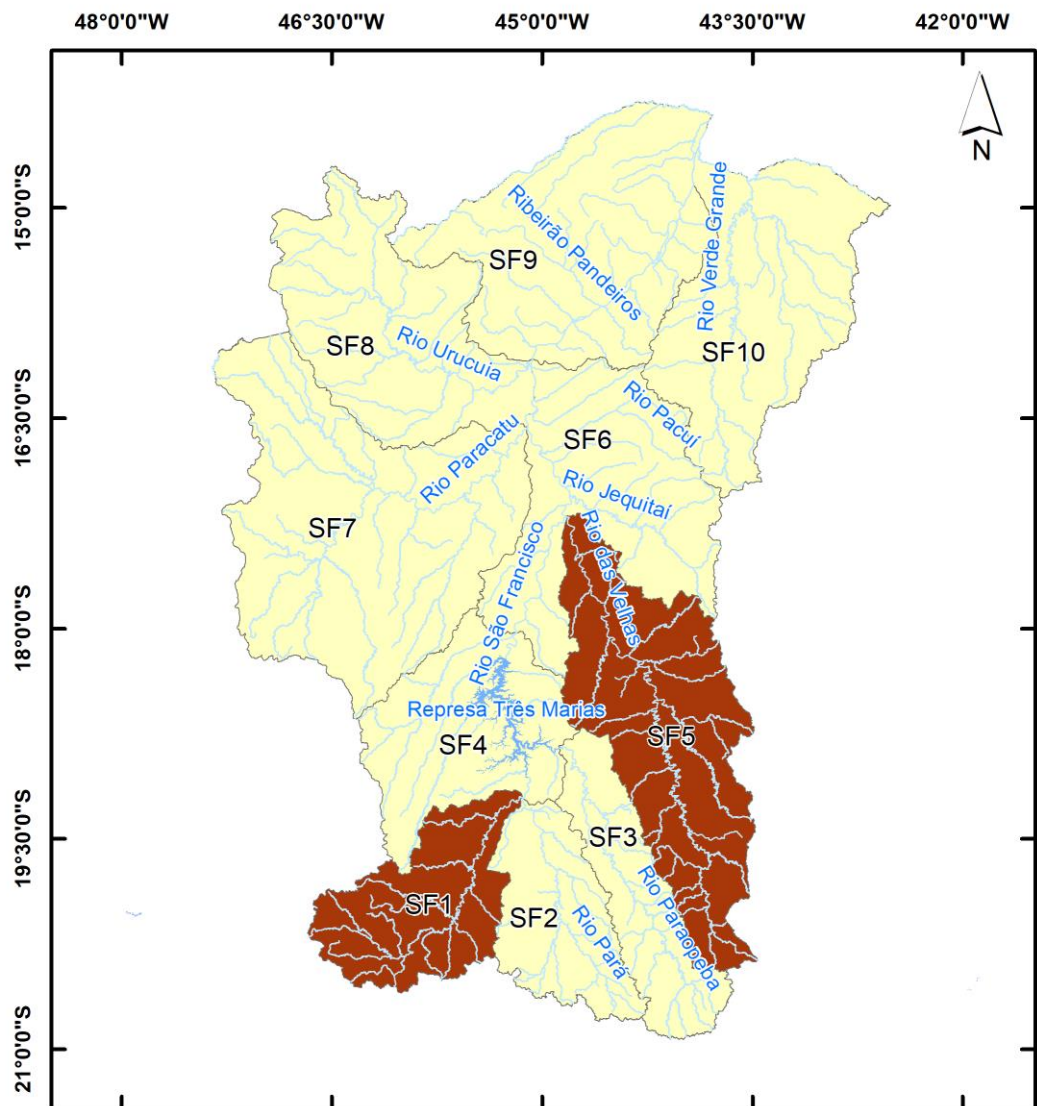 48°0'0"W
46°30'0"W
45°0'0"W
43°30'0"W
42°0'0"W
N
15°0'0"S
16°30'0"S
18°0'0"S
19°30'0"S
21°0'0"S
Ribeirão Pandeiros
Rio Verde Grande
SF9
SF8
Rio Urucuia
SF10
Rio Pacuí
SF6
Rio Paracatu
Rio Jequitaí
SF7
Rio São Francisco
Rio das Velhas
Represa Três Marias
SF4
SF5
SF3
SF1
SF2
Rio Pará
Rio Paraopeba